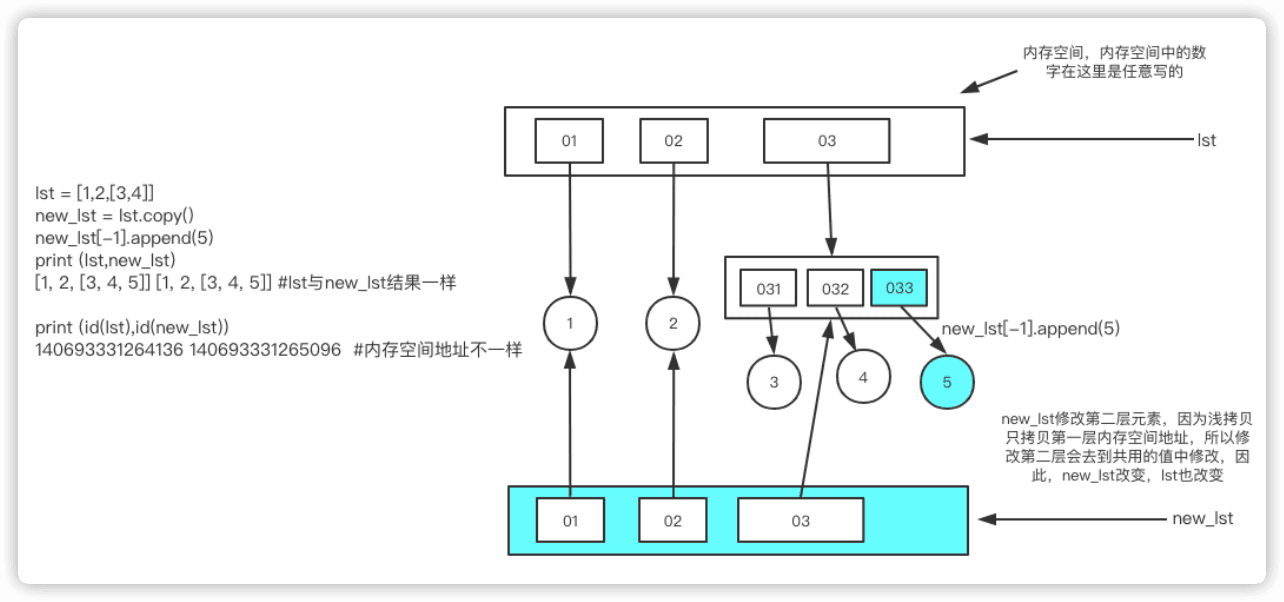 内存空间，内存空间中的数
字在这里是任意写的
01
02
03
lst
lst = [1,2,[3,4]]
new_lst = lst.copy()
new_lst[-1].append(5)
print (lst,new_lst)
[1, 2, [3, 4, 5]] [1, 2, [3, 4, 5]] #lst与new_lst结果一样
print (id(lst),id(new_lst))
140693331264136 140693331265096 #内存空间地址不一样
031
032
033
1
2
new_lst[-1].append(5)
3
4
5
new_lst修改第二层元素，因为浅拷贝
只拷贝第一层内存空间地址，所以修
改第二层会去到共用的值中修改，因
此，new_lst改变，lst也改变
01
02
03
new_lst